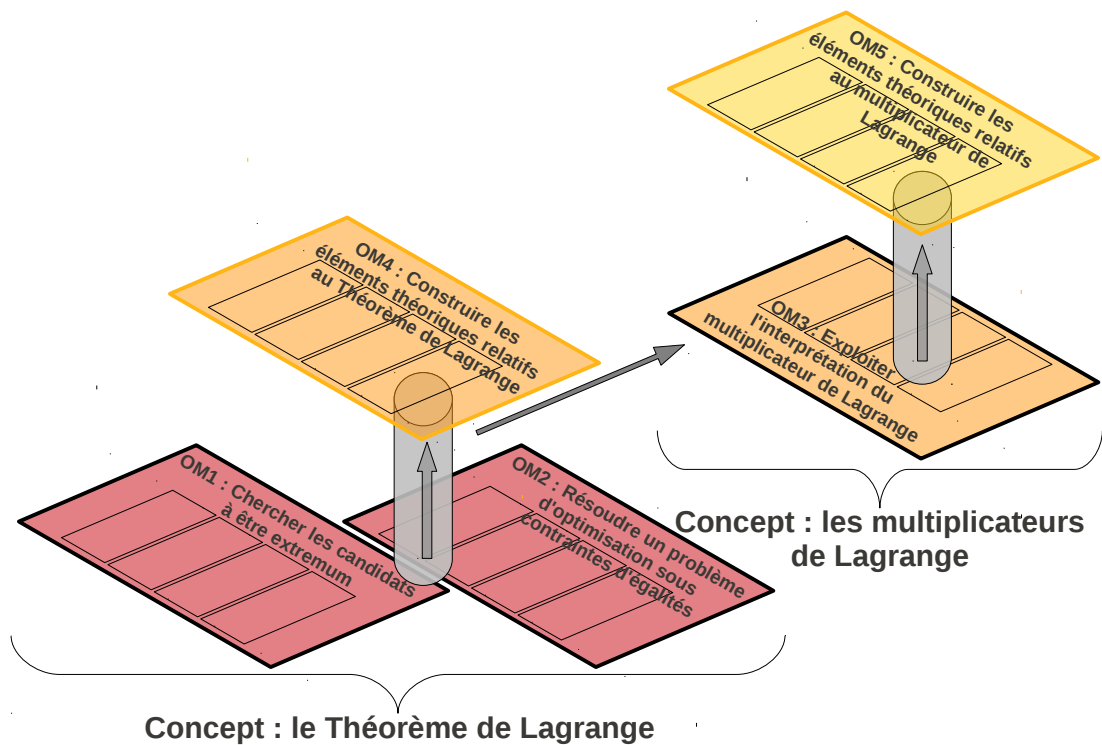 OM5 : Construire les
éléments théoriques relatifs
au multiplicateur de
Lagrange
OM4 : Construire les
éléments théoriques relatifs
au Théorème de Lagrange
OM3 : Exploiter
l'interprétation du
multiplicateur de Lagrange
OM1 : Chercher les candidats
à être extremum
OM2 : Résoudre un problème
d'optimisation sous
contraintes d'égalités
Concept : les multiplicateurs
de Lagrange
Concept : le Théorème de Lagrange